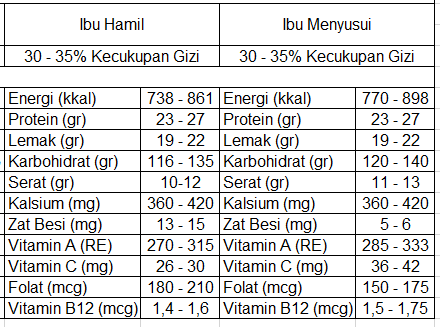 Ibu Hamil Ibu Menyusui
30 - 35% Kecukupan Gizi 30 - 35% Kecukupan Gizi
Energi (kkal) 738 - 861 Energi (kkal) 770 - 898
Protein (gr) 23 - 27 Protein (gr) 23 - 27
Lemak (gr) 19 - 22 Lemak (gr) 19 - 22
Karbohidrat (gr) 116 - 135 Karbohidrat (gr) 120 - 140
Serat (gr) 10-12 Serat (gr) 11 - 13
Kalsium (mg) 360 - 420 Kalsium (mg) 360 - 420
Zat Besi (mg) 13 - 15 Zat Besi (mg) 5 - 6
Vitamin A (RE) 270 - 315 Vitamin A (RE) 285 - 333
Vitamin C (mg) 26 - 30 Vitamin C (mg) 36 - 42
Folat (mcg) 180 - 210 Folat (mcg) 150 - 175
Vitamin B12 (mcg) 1,4 - 1,6 Vitamin B12 (mcg) 1,5 - 1,75